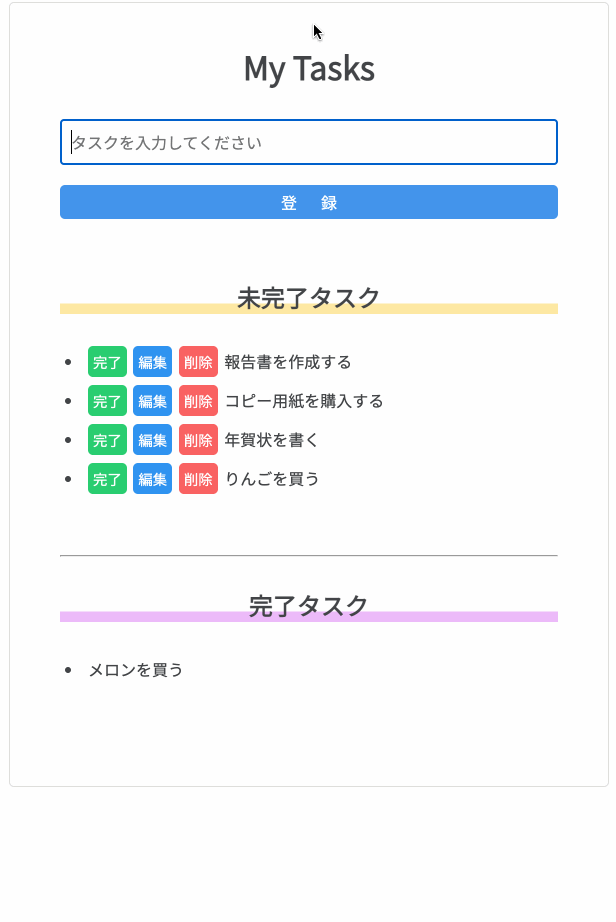 My Tasks
タスクを入力してください
登 録
未完了タスク
完了 編集 削除 報告書を作成する
完了 編集 削除 コピー用紙を購入する
完了 編集 削除 年賀状を書く
完了 編集 削除 りんごを買う
完了タスク
メロンを買う